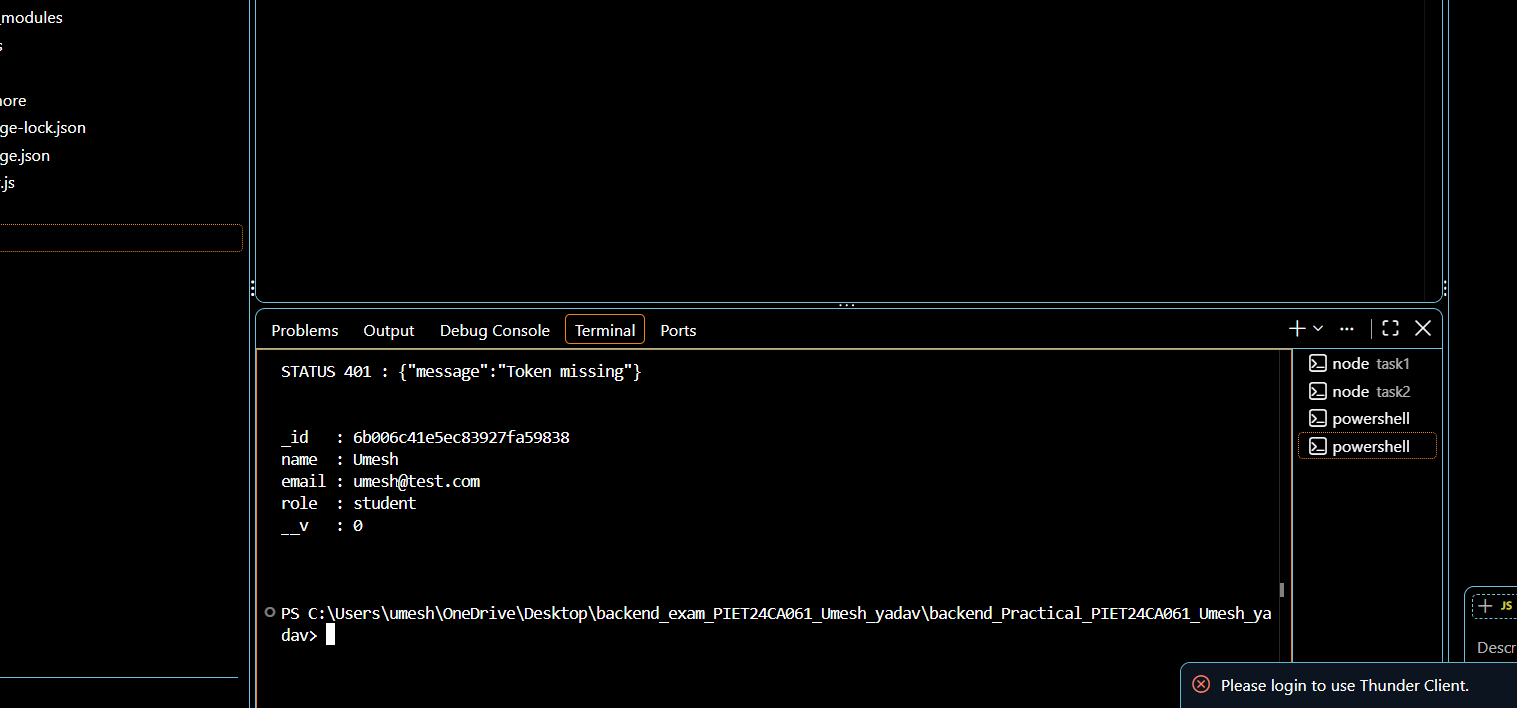 _modules
s
nore
ge-lock.json
ge.json
.js
Problems Output Debug Console Terminal Ports
STATUS 401 : {"message":"Token missing"}
_id : 6b006c41e5ec83927fa59838
name : Umesh
email : umesh@test.com
role : student
__v : 0
PS C:\Users\umesh\OneDrive\Desktop\backend_exam_PIET24CA061_Umesh_yadav\backend_Practical_PIET24CA061_Umesh_ya
dav>
node task1
node task2
powershell
powershell
JS
Descr
Please login to use Thunder Client.